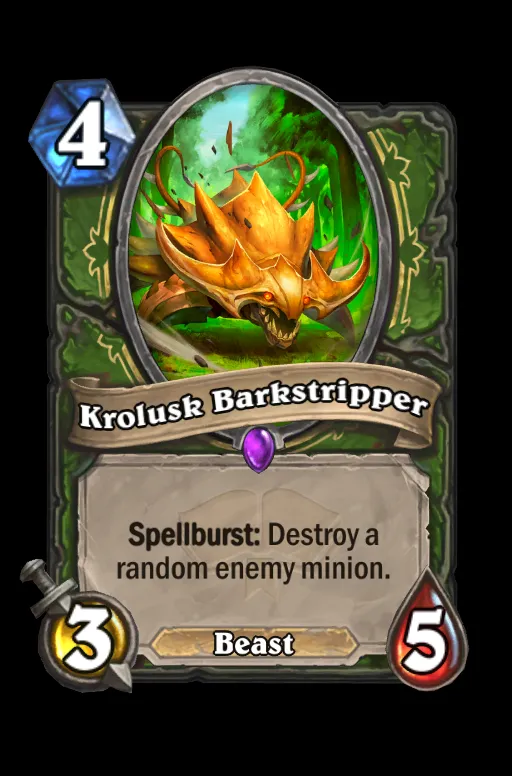 4
Krolusk Barkstripper
Spellburst: Destroy a
random enemy minion.
3
Beast
5